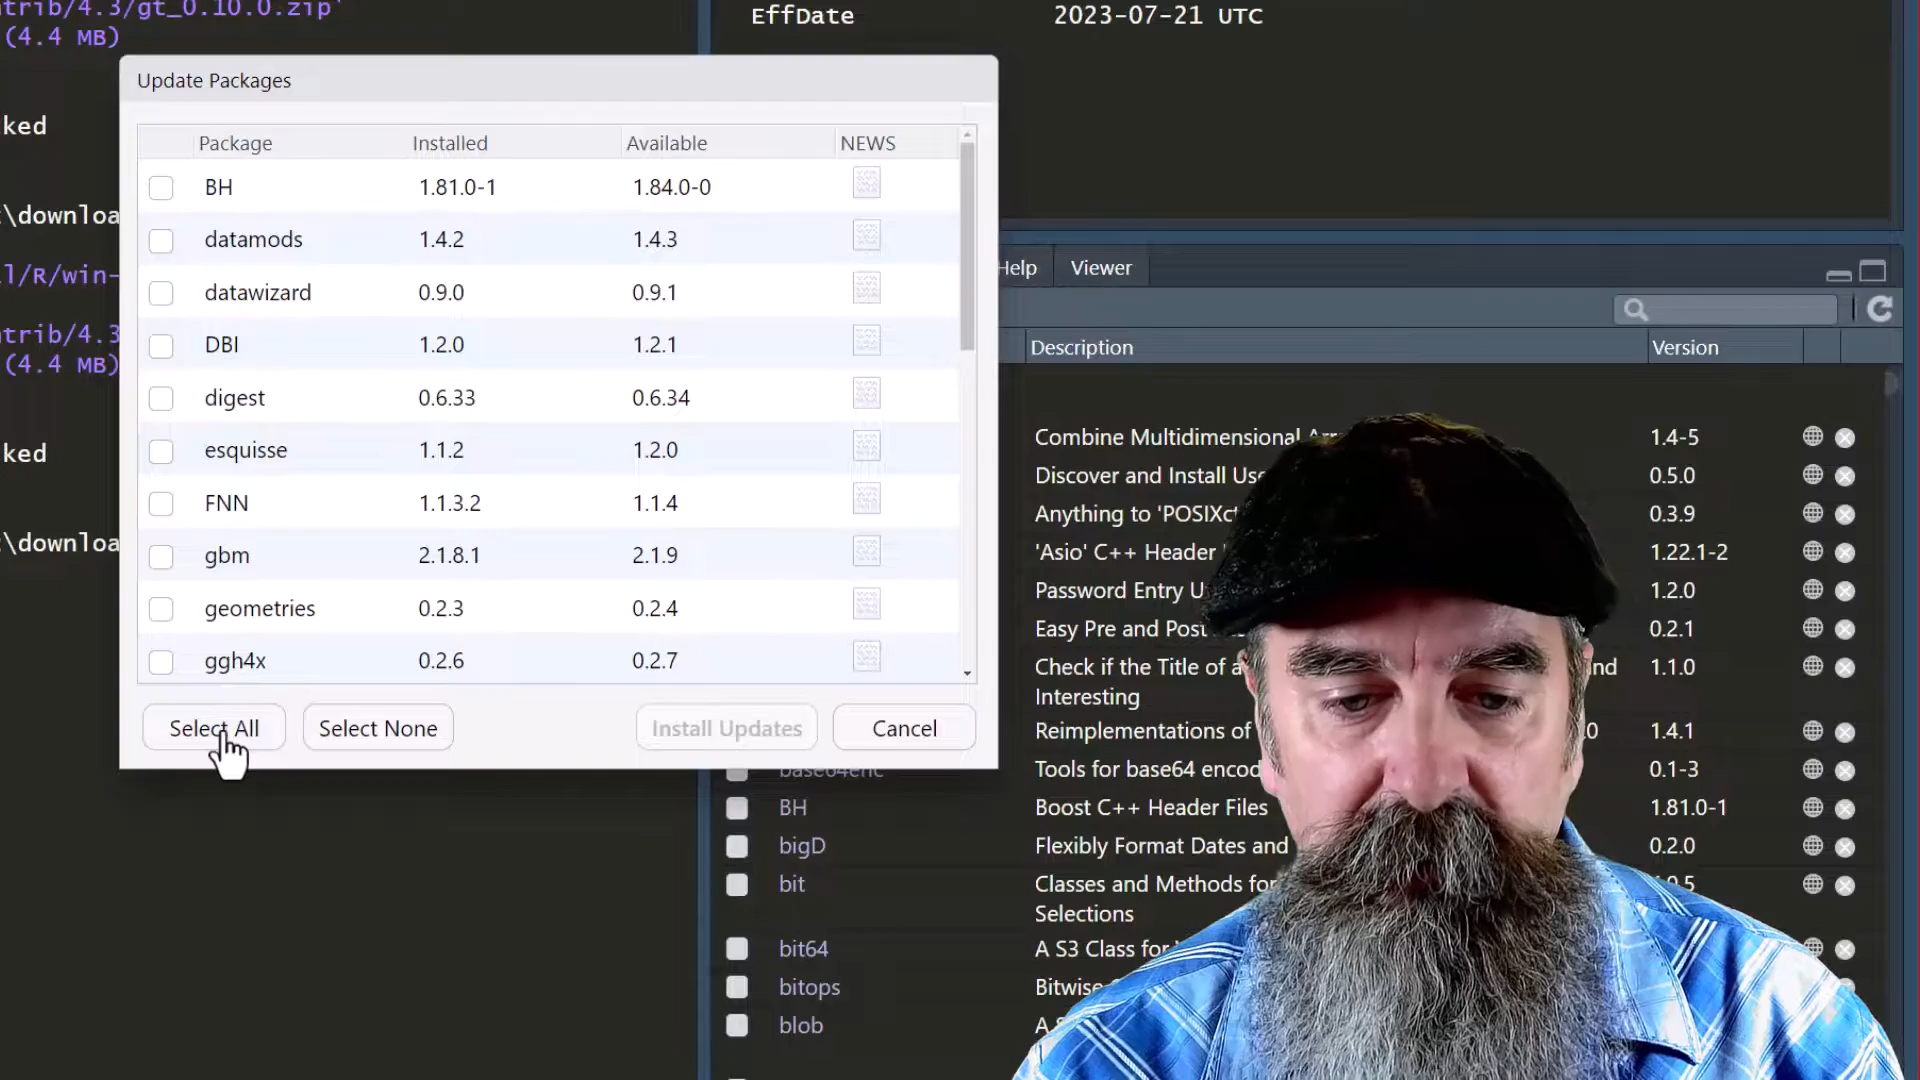 trib/4.3/gt_0.10.0.zip'
(4.4 MB)
ked
\downloa
l/R/win-
trib/4.3
(4.4 MB)
ked
\downloa
EffDate 2023-07-21 UTC
Update Packages
Package Installed Available NEWS
BH 1.81.0-1 1.84.0-0
datamods 1.4.2 1.4.3
datawizard 0.9.0 0.9.1
DBI 1.2.0 1.2.1
digest 0.6.33 0.6.34
esquisse 1.1.2 1.2.0
FNN 1.1.3.2 1.1.4
gbm 2.1.8.1 2.1.9
geometries 0.2.3 0.2.4
ggh4x 0.2.6 0.2.7
Select All Select None Install Updates Cancel
Help Viewer
Description Version
Combine Multidimensional Arr 1.4-5
Discover and Install Use 0.5.0
Anything to 'POSIXct 0.3.9
'Asio' C++ Header 1.22.1-2
Password Entry U 1.2.0
Easy Pre and Post 0.2.1
Check if the Title of a nd 1.1.0
Interesting
Reimplementations of .0 1.4.1
base64enc Tools for base64 encod 0.1-3
BH Boost C++ Header Files 1.81.0-1
bigD Flexibly Format Dates and 0.2.0
bit Classes and Methods for 0.5
Selections
bit64 A S3 Class for
bitops Bitwise
blob A S